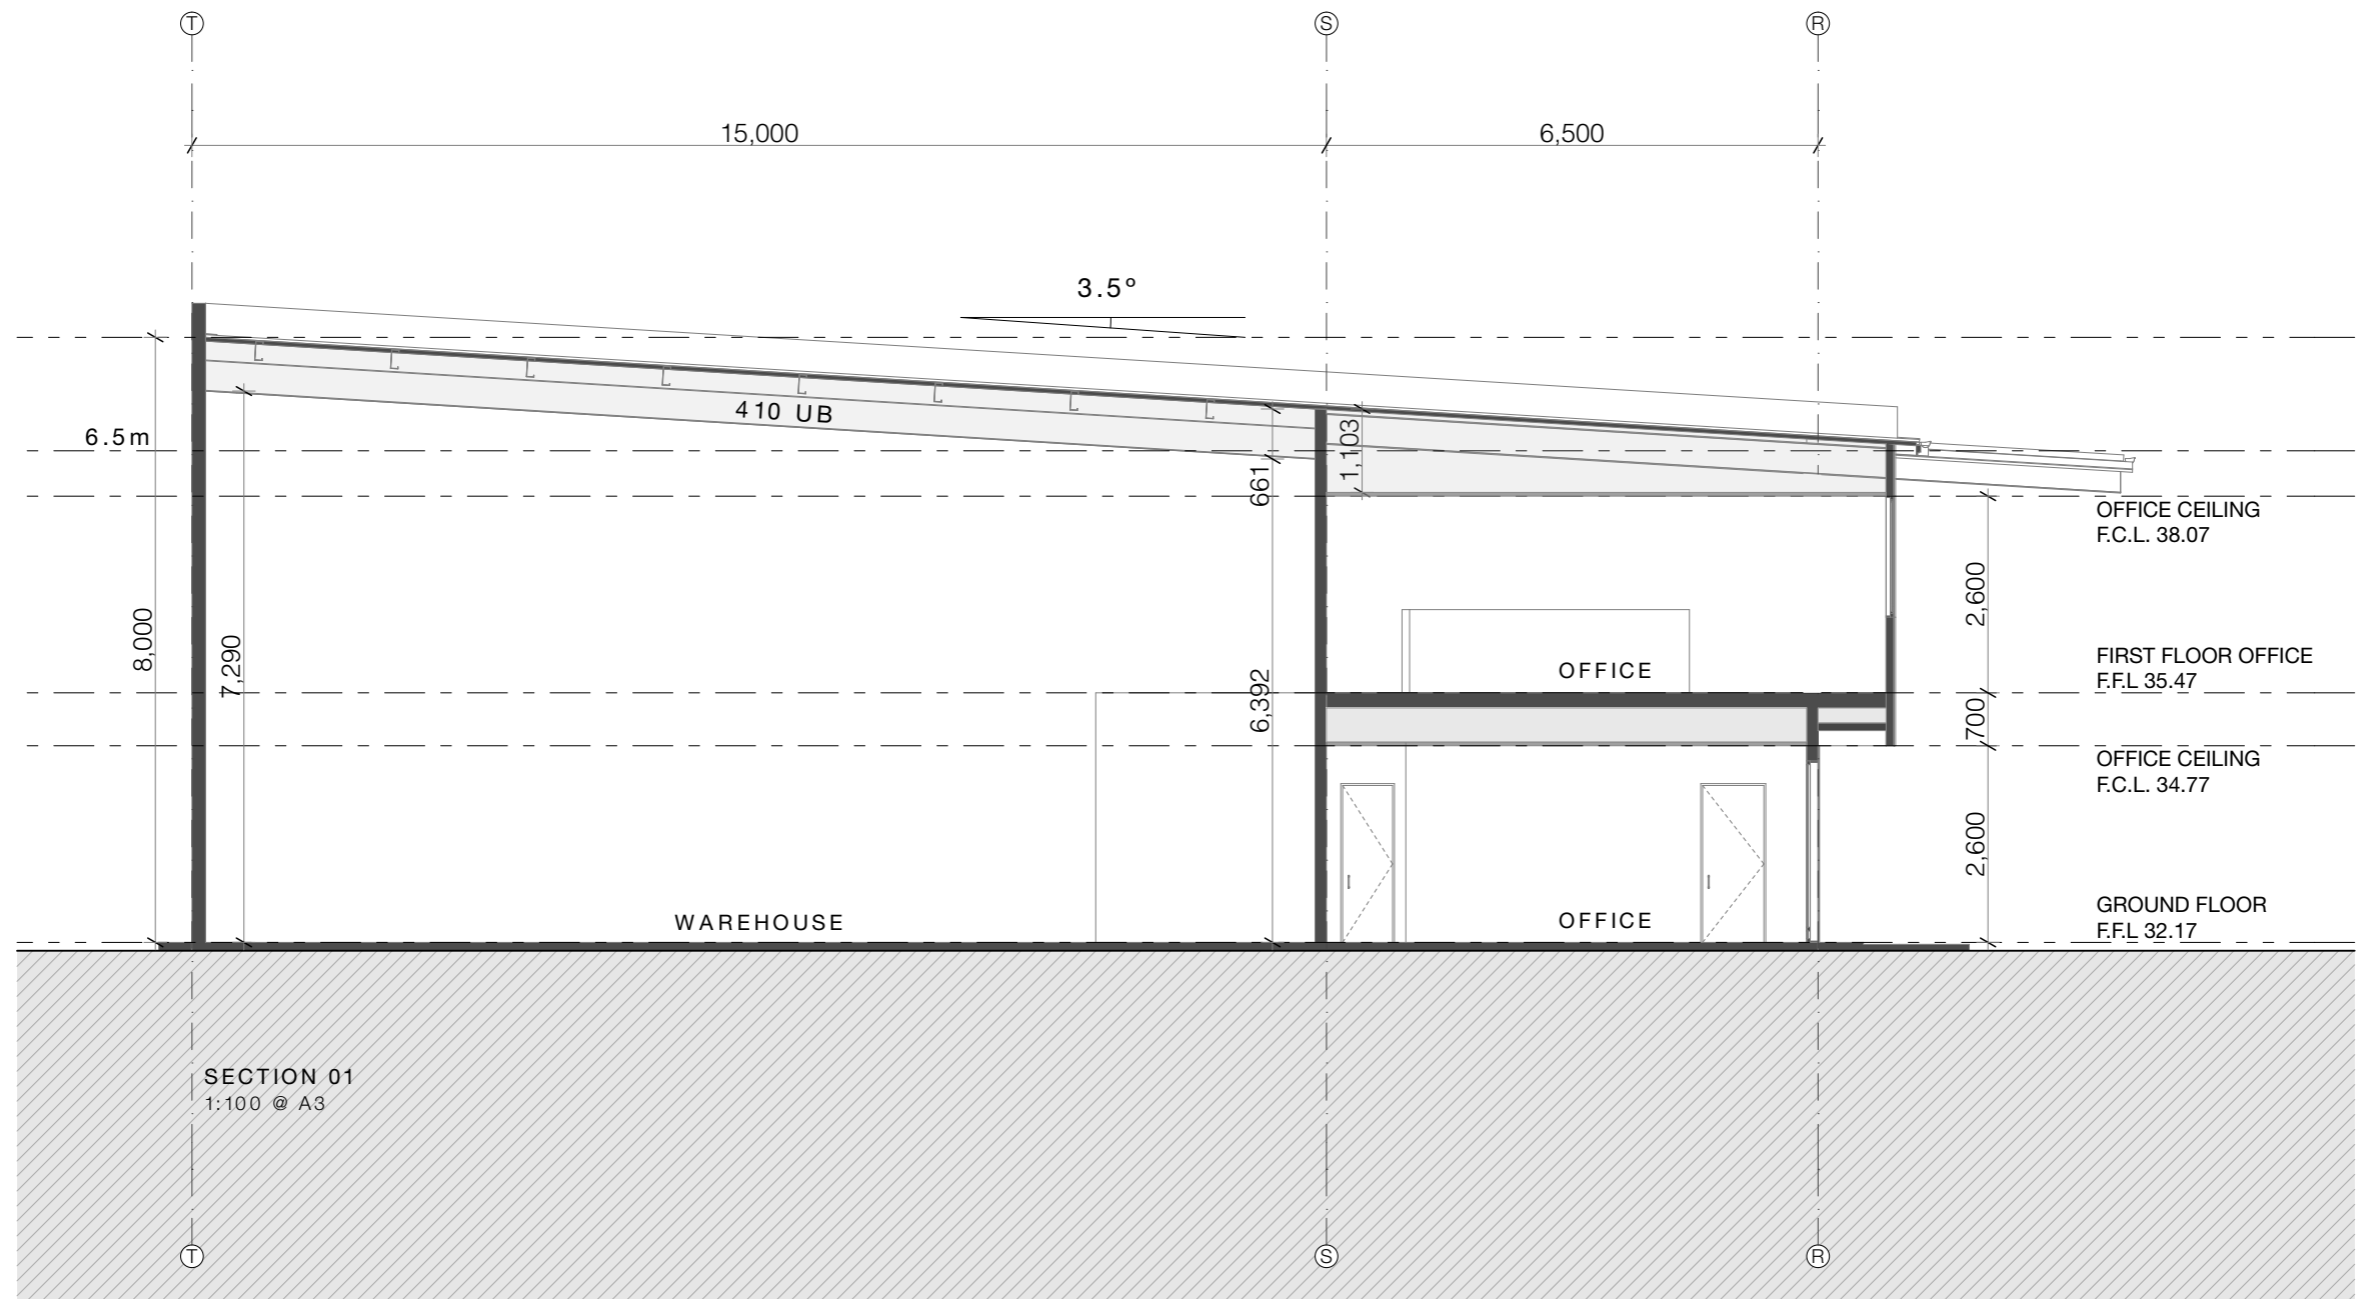 T
S
R
15,000
6,500
3.5º
410 UB
6.5m
661
1,103
OFFICE CEILING
F.C.L. 38.07
8,000
7,290
6,392
2,600
OFFICE
FIRST FLOOR OFFICE
F.F.L 35.47
700
OFFICE CEILING
F.C.L. 34.77
2,600
WAREHOUSE
OFFICE
GROUND FLOOR
F.F.L 32.17
SECTION 01
1:100 @ A3
T
S
R